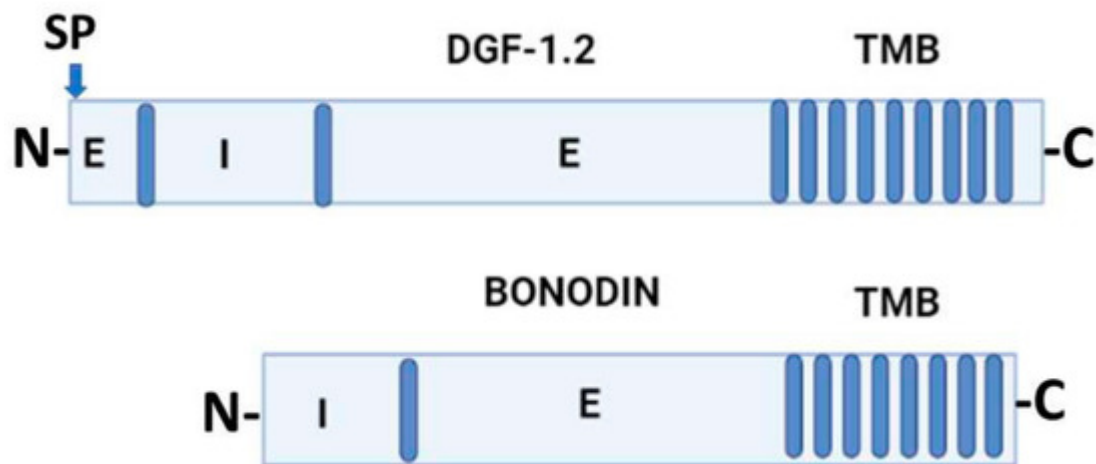 SP
DGF-1.2 TMB
N- E I E -C
BONODIN TMB
N- I E -C